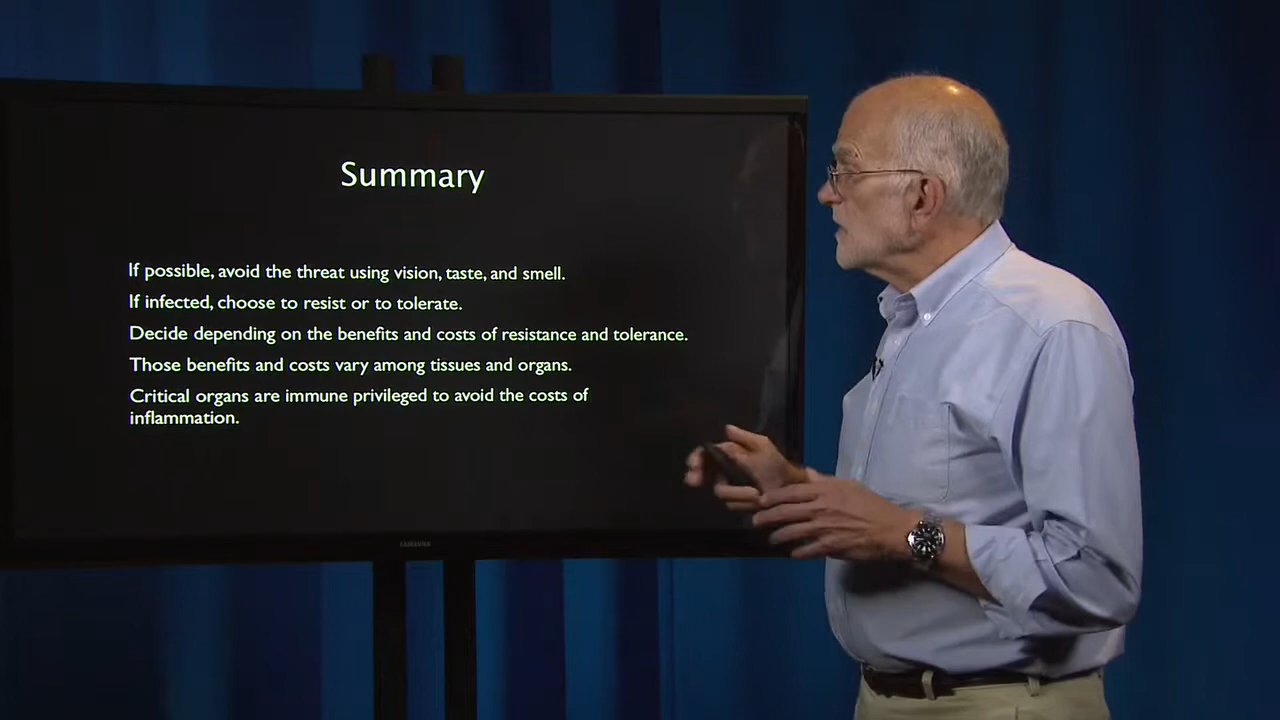 Summary
If possible, avoid the threat using vision, taste, and smell.
If infected, choose to resist or to tolerate.
Decide depending on the benefits and costs of resistance and tolerance.
Those benefits and costs vary among tissues and organs.
Critical organs are immune privileged to avoid the costs of
inflammation.
SAMSUNG